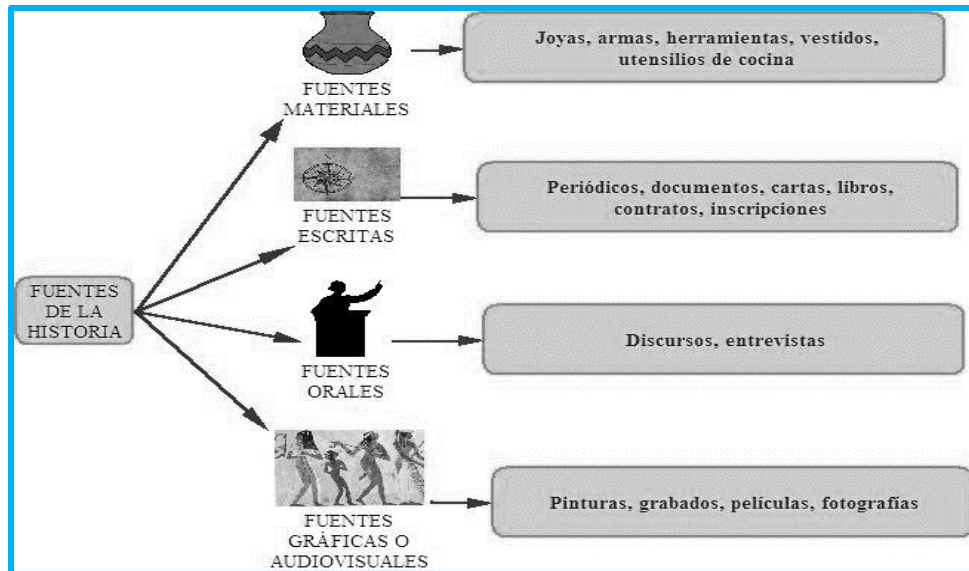 FUENTES
MATERIALES
Joyas, armas, herramientas, vestidos,
utensilios de cocina
FUENTES
ESCRITAS
Periódicos, documentos, cartas, libros,
contratos, inscripciones
FUENTES
DE LA
HISTORIA
FUENTES
ORALES
Discursos, entrevistas
FUENTES
GRÁFICAS O
AUDIOVISUALES
Pinturas, grabados, películas, fotografías